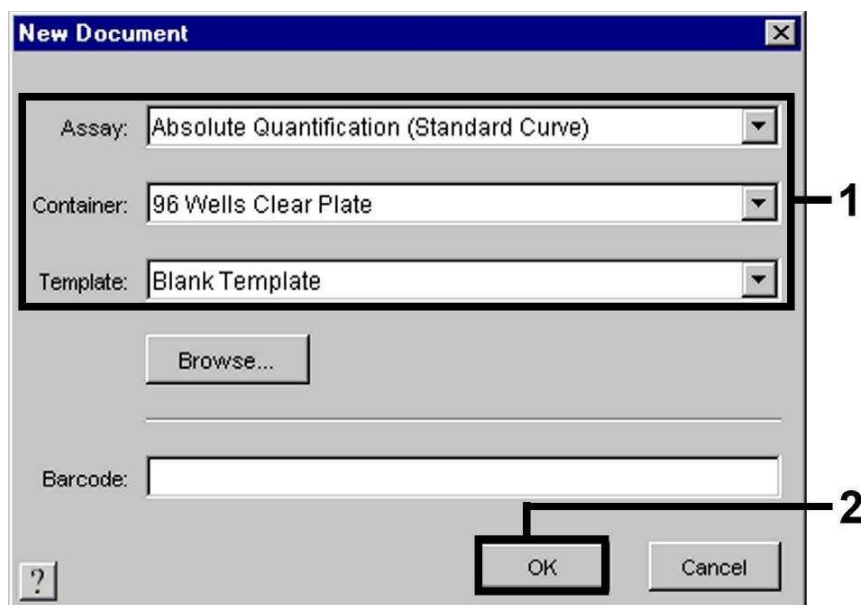 New Document
Assay: Absolute Quantification (Standard Curve)
1
Container: 96 Wells Clear Plate
Template: Blank Template
Browse...
Barcode:
2
OK Cancel
?